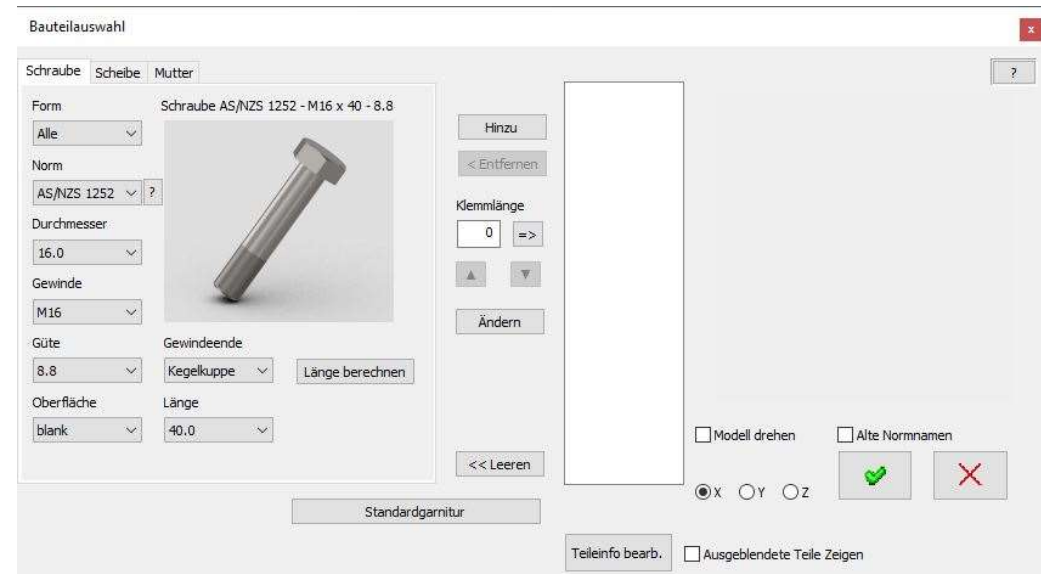 Bauteilauswahl
x
Schraube Scheibe Mutter
?
Form
Schraube AS/NZS 1252 - M16 x 40 - 8.8
Alle
Norm
AS/NZS 1252
?
Durchmesser
16.0
Gewinde
M16
Güte
Gewindeende
8.8
Kegelkuppe
Länge berechnen
Oberfläche
Länge
blank
40.0
Hinzu
< Entfernen
Klemmlänge
0
=>
▲ ▼
Ändern
<< Leeren
Standardgarnitur
Modell drehen
Alte Normnamen
X Y Z
Teileinfo bearb.
Ausgeblendete Teile Zeigen